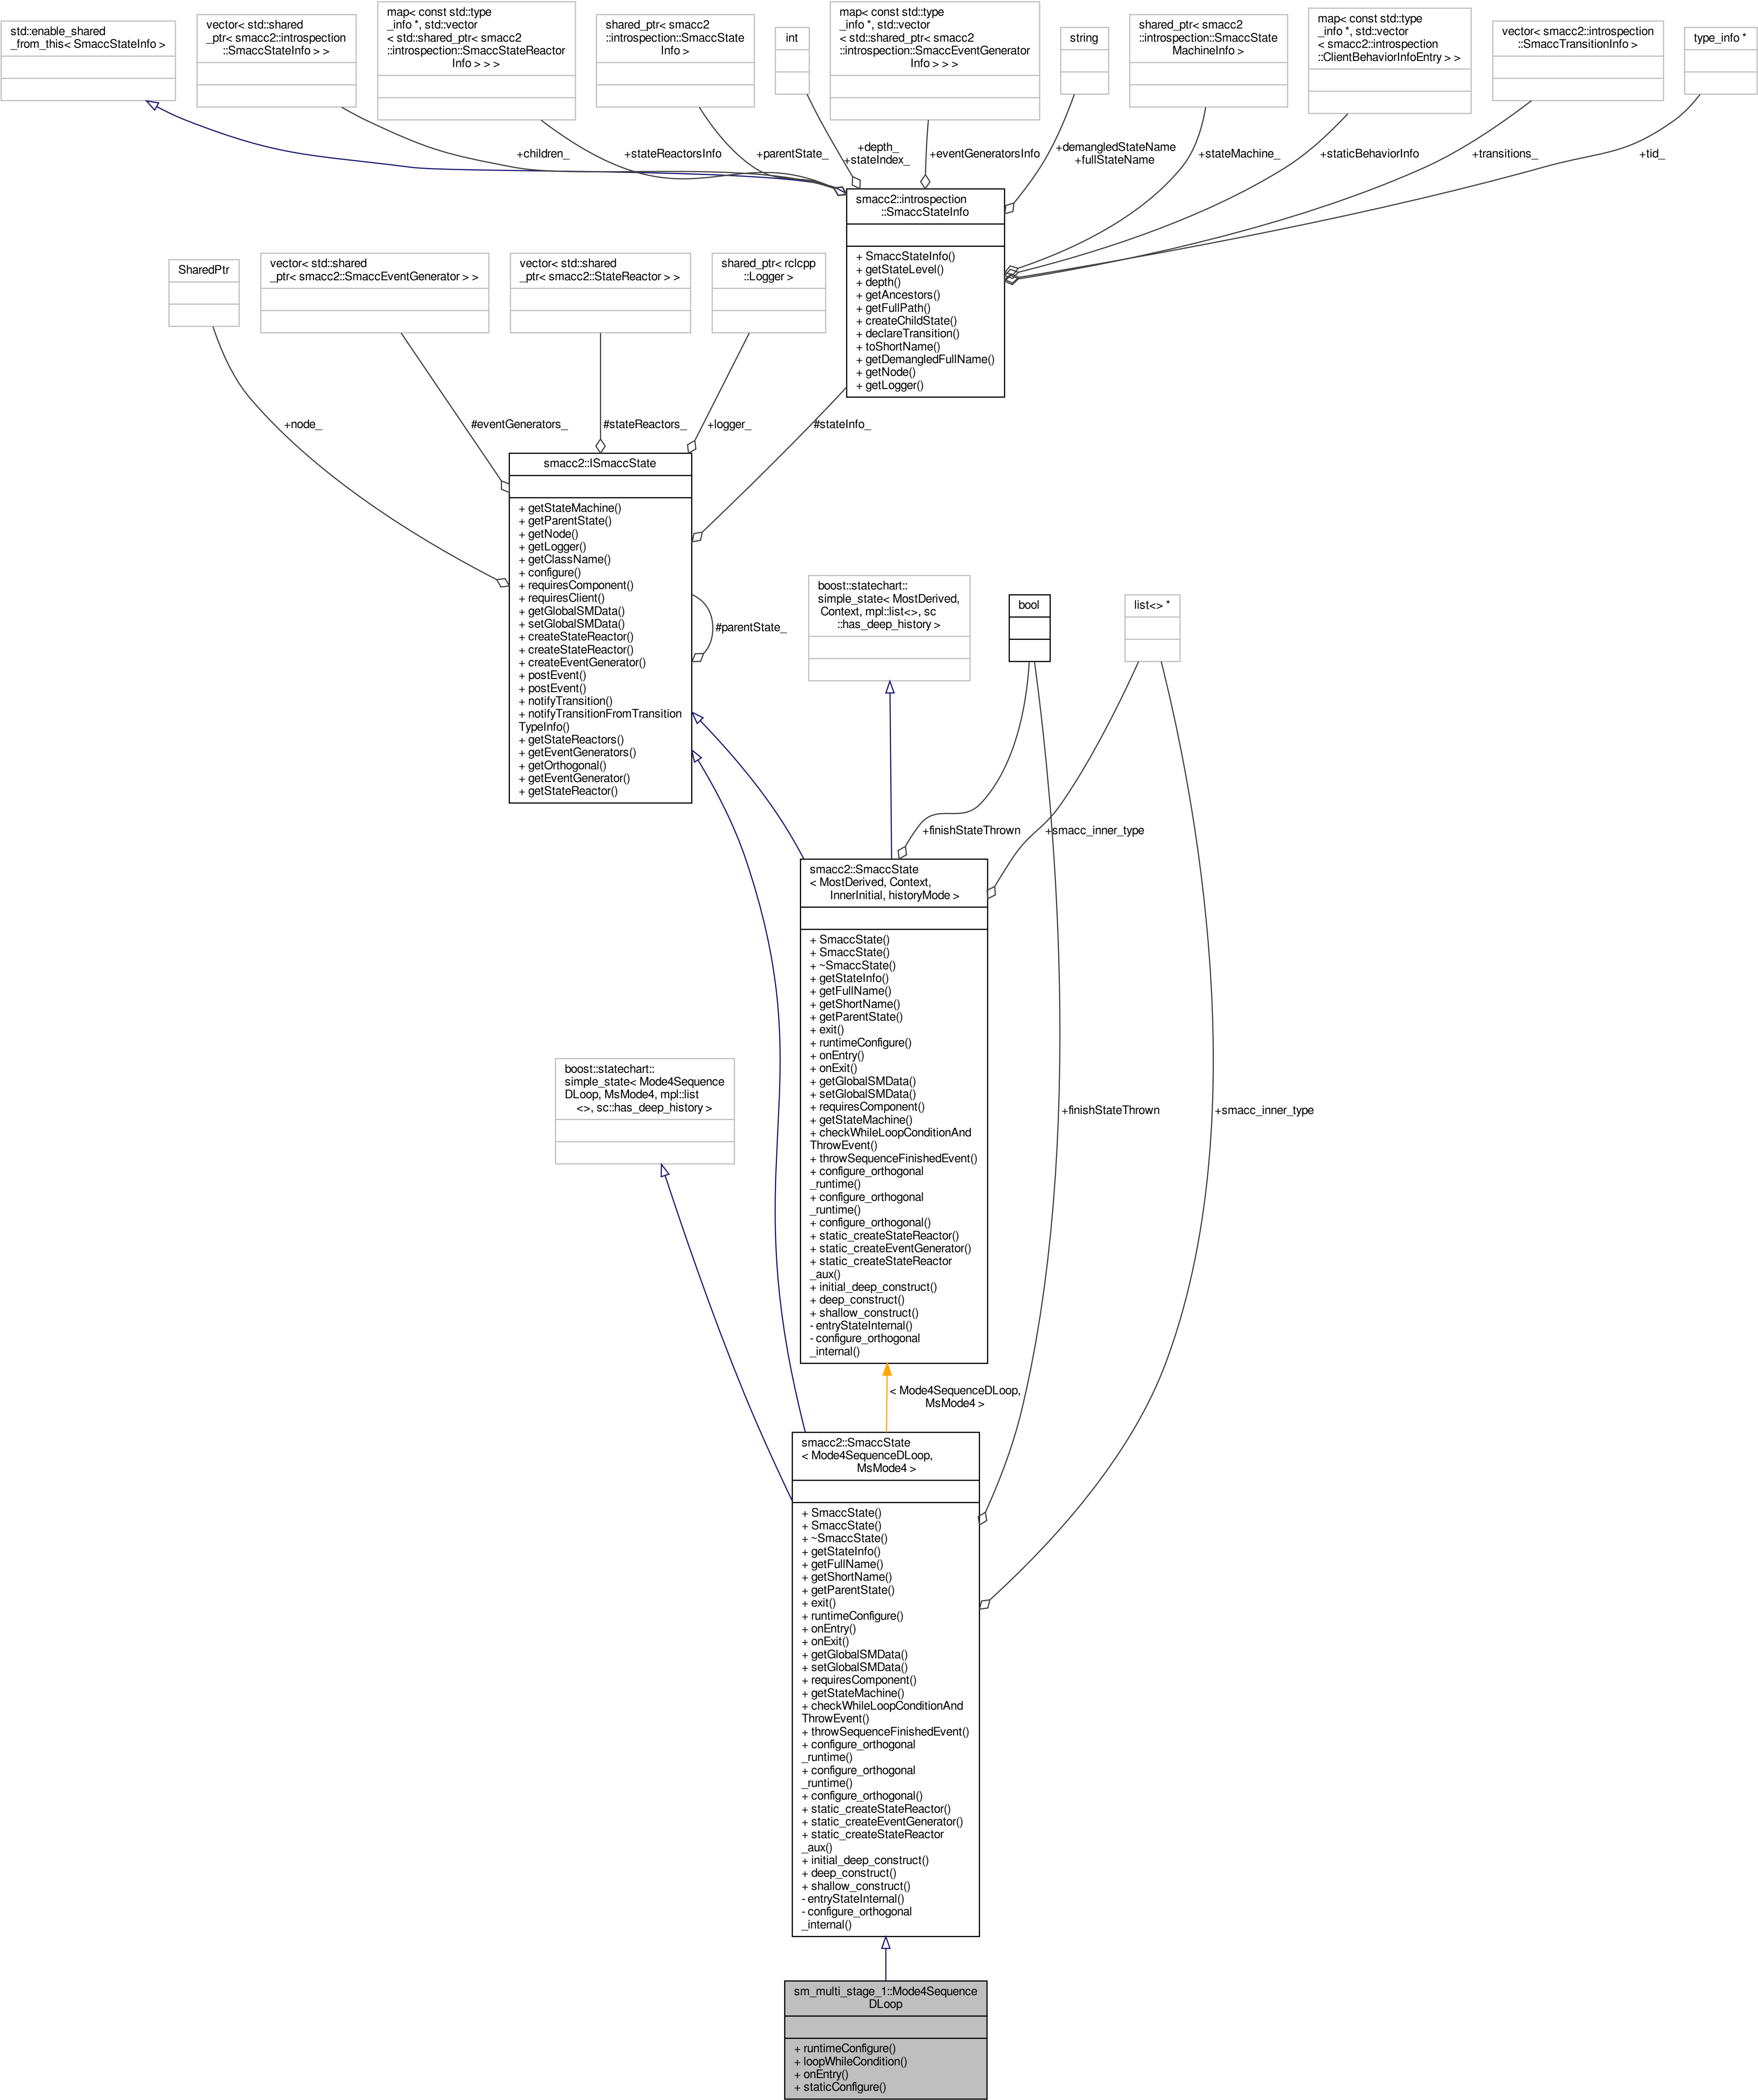 std::enable_shared
_from_this< SmaccStateInfo >
vector< std::shared
_ptr< smacc2::introspection
::SmaccStateInfo > >
map< const std::type
_info *, std::vector
< std::shared_ptr< smacc2
::introspection::SmaccStateReactor
Info > > >
shared_ptr< smacc2
::introspection::SmaccState
Info >
int
map< const std::type
_info *, std::vector
< std::shared_ptr< smacc2
::introspection::SmaccEventGenerator
Info > > >
string
shared_ptr< smacc2
::introspection::SmaccState
MachineInfo >
map< const std::type
_info *, std::vector
< smacc2::introspection
::ClientBehaviorInfoEntry > >
vector< smacc2::introspection
::SmaccTransitionInfo >
type_info *
+children_
+stateReactorsInfo
+parentState_
+depth_
+stateIndex_
+eventGeneratorsInfo
+demangledStateName
+fullStateName
+stateMachine_
+staticBehaviorInfo
+transitions_
+tid_
smacc2::introspection
::SmaccStateInfo
+ SmaccStateInfo()
+ getStateLevel()
+ depth()
+ getAncestors()
+ getFullPath()
+ createChildState()
+ declareTransition()
+ toShortName()
+ getDemangledFullName()
+ getNode()
+ getLogger()
SharedPtr
vector< std::shared
_ptr< smacc2::SmaccEventGenerator > >
vector< std::shared
_ptr< smacc2::StateReactor > >
shared_ptr< rclcpp
::Logger >
+node_
#eventGenerators_
#stateReactors_
+logger_
#stateInfo_
smacc2::ISmaccState
+ getStateMachine()
+ getParentState()
+ getNode()
+ getLogger()
+ getClassName()
+ configure()
+ requiresComponent()
+ requiresClient()
+ getGlobalSMData()
+ setGlobalSMData()
+ createStateReactor()
+ createStateReactor()
+ createEventGenerator()
+ postEvent()
+ postEvent()
+ notifyTransition()
+ notifyTransitionFromTransition
TypeInfo()
+ getStateReactors()
+ getEventGenerators()
+ getOrthogonal()
+ getEventGenerator()
+ getStateReactor()
#parentState_
boost::statechart::
simple_state< MostDerived,
Context, mpl::list<>, sc
::has_deep_history >
bool
list<> *
+finishStateThrown
+smacc_inner_type
smacc2::SmaccState
< MostDerived, Context,
InnerInitial, historyMode >
+ SmaccState()
+ SmaccState()
+ ~SmaccState()
+ getStateInfo()
+ getFullName()
+ getShortName()
+ getParentState()
+ exit()
+ runtimeConfigure()
+ onEntry()
+ onExit()
+ getGlobalSMData()
+ setGlobalSMData()
+ requiresComponent()
+ getStateMachine()
+ checkWhileLoopConditionAnd
ThrowEvent()
+ throwSequenceFinishedEvent()
+ configure_orthogonal
_runtime()
+ configure_orthogonal
_runtime()
+ configure_orthogonal()
+ static_createStateReactor()
+ static_createEventGenerator()
+ static_createStateReactor
_aux()
+ initial_deep_construct()
+ deep_construct()
+ shallow_construct()
- entryStateInternal()
- configure_orthogonal
_internal()
boost::statechart::
simple_state< Mode4Sequence
DLoop, MsMode4, mpl::list
<>, sc::has_deep_history >
+finishStateThrown
+smacc_inner_type
< Mode4SequenceDLoop,
MsMode4 >
smacc2::SmaccState
< Mode4SequenceDLoop,
MsMode4 >
+ SmaccState()
+ SmaccState()
+ ~SmaccState()
+ getStateInfo()
+ getFullName()
+ getShortName()
+ getParentState()
+ exit()
+ runtimeConfigure()
+ onEntry()
+ onExit()
+ getGlobalSMData()
+ setGlobalSMData()
+ requiresComponent()
+ getStateMachine()
+ checkWhileLoopConditionAnd
ThrowEvent()
+ throwSequenceFinishedEvent()
+ configure_orthogonal
_runtime()
+ configure_orthogonal
_runtime()
+ configure_orthogonal()
+ static_createStateReactor()
+ static_createEventGenerator()
+ static_createStateReactor
_aux()
+ initial_deep_construct()
+ deep_construct()
+ shallow_construct()
- entryStateInternal()
- configure_orthogonal
_internal()
sm_multi_stage_1::Mode4Sequence
DLoop
+ runtimeConfigure()
+ loopWhileCondition()
+ onEntry()
+ staticConfigure()